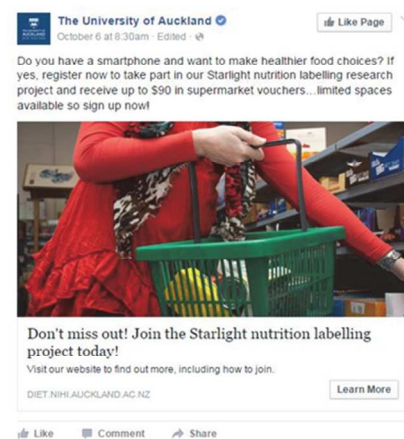 The University of Auckland
Like Page
October 6 at 8:30am · Edited ·
Do you have a smartphone and want to make healthier food choices? If
yes, register now to take part in our Starlight nutrition labelling research
project and receive up to $90 in supermarket vouchers...limited spaces
available so sign up now!
Don't miss out! Join the Starlight nutrition labelling
project today!
Visit our website to find out more, including how to join.
DIET.NIHI.AUCKLAND.AC.NZ
Learn More
Like Comment Share